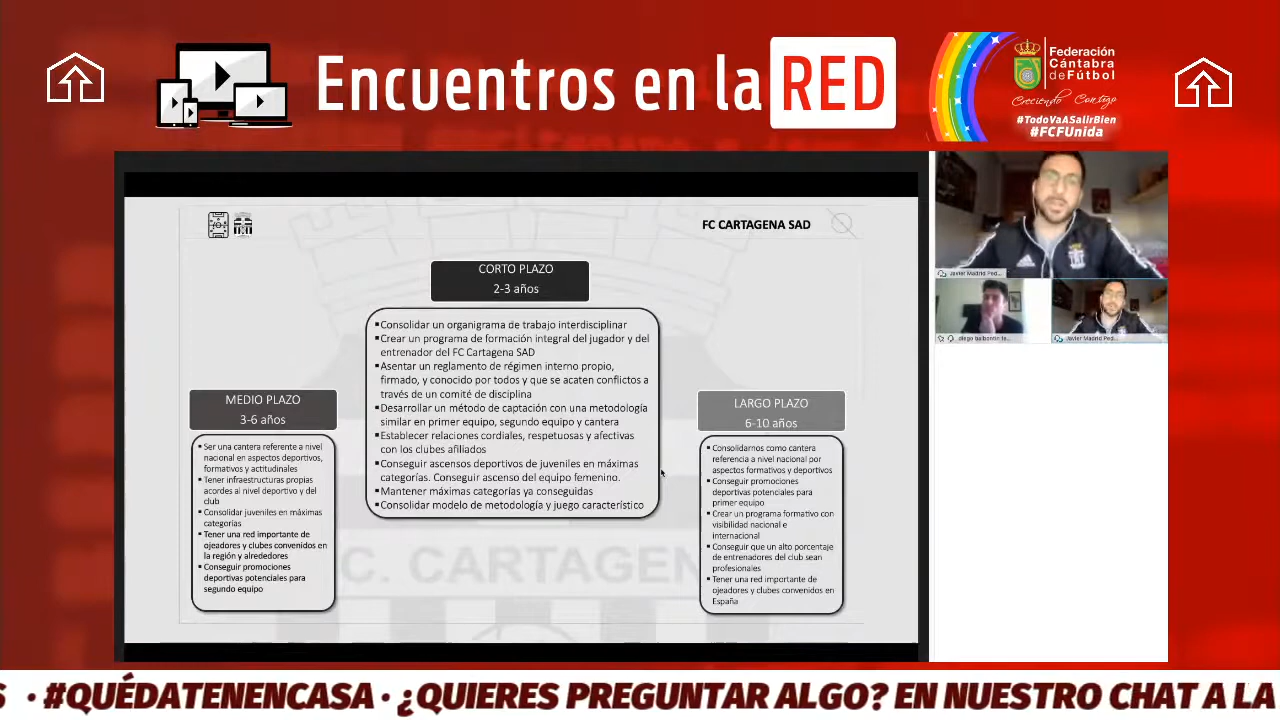 Encuentros en la RED
Federación
Cántabra
de Fútbol
Creciendo Contigo
#TodoVaASalirBien
#FCFUnida
FC CARTAGENA SAD
CORTO PLAZO
2-3 años
▪Consolidar un organigrama de trabajo interdisciplinar
▪Crear un programa de formación integral del jugador y del
entrenador del FC Cartagena SAD
▪Asentar un reglamento de régimen interno propio,
firmado, y conocido por todos y que se acaten conflictos a
través de un comité de disciplina
▪Desarrollar un método de captación con una metodología
similar en primer equipo, segundo equipo y cantera
▪Establecer relaciones cordiales, respetuosas y afectivas
con los clubes afiliados
▪Conseguir ascensos deportivos de juveniles en máximas
categorías. Conseguir ascenso del equipo femenino.
▪Mantener máximas categorías ya conseguidas
▪Consolidar modelo de metodología y juego característico
MEDIO PLAZO
3-6 años
▪ Ser una cantera referente a nivel
nacional en aspectos deportivos,
formativos y actitudinales
▪ Tener infraestructuras propias
acordes al nivel deportivo y del
club
▪ Consolidar juveniles en máximas
categorías
▪ Tener una red importante de
ojeadores y clubes convenidos en
la región y alrededores
▪ Conseguir promociones
deportivas potenciales para
segundo equipo
LARGO PLAZO
6-10 años
▪ Consolidarnos como cantera
referencia a nivel nacional por
aspectos formativos y deportivos
▪ Conseguir promociones
deportivas potenciales para
primer equipo
▪ Crear un programa formativo con
visibilidad nacional e
internacional
▪ Conseguir que un alto porcentaje
de entrenadores del club sean
profesionales
▪ Tener una red importante de
ojeadores y clubes convenidos en
España
C. CARTAGEN
Javier Madrid Ped...
diego balbontin
Javier Madrid Ped...
S · #QUÉDATENENCASA · ¿QUIERES PREGUNTAR ALGO? EN NUESTRO CHAT A LA